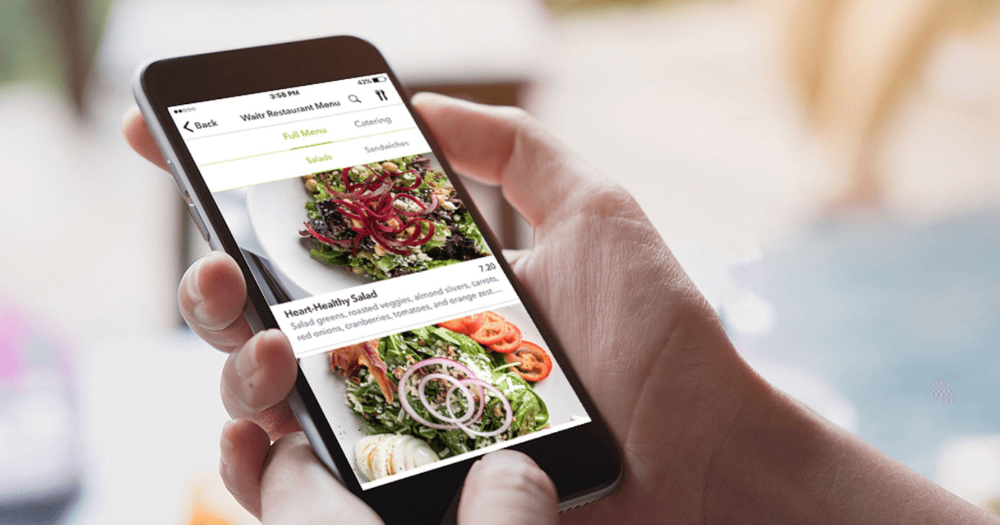 42%
3:58 PM
Back
Waitr Restaurant Menu
Full Menu
Catering
Salads
Sandwiches
7.20
Heart-Healthy Salad
Salad greens, roasted veggies, almond slivers, carrots,
red onions, cranberries, tomatoes, and orange zest....